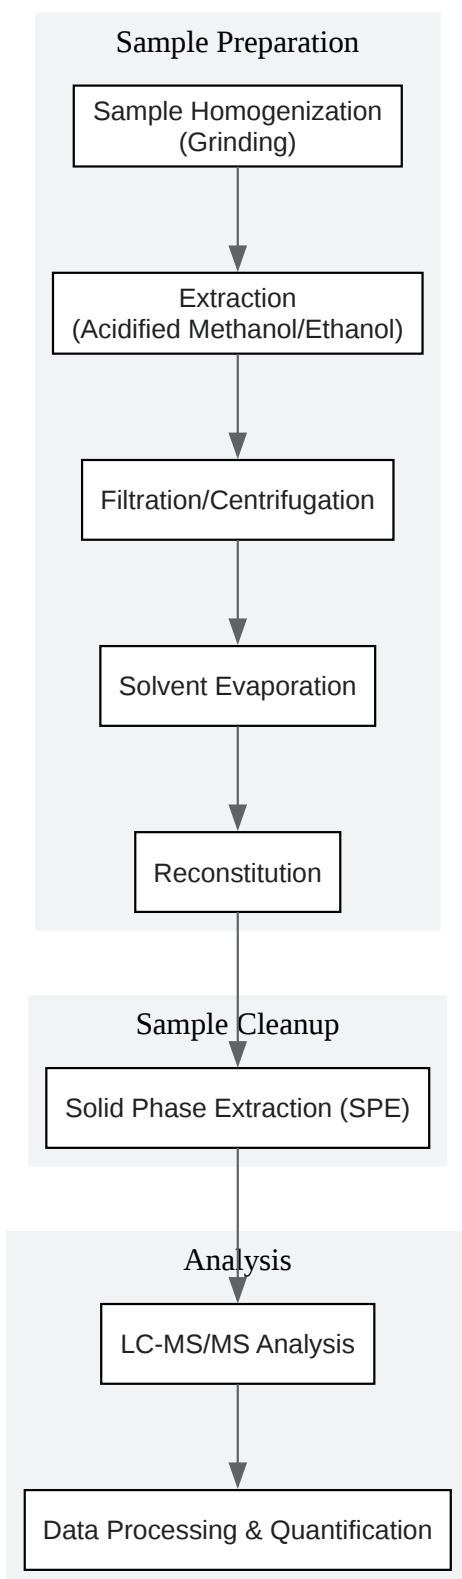 Sample Preparation
Sample Homogenization
(Grinding)
Extraction
(Acidified Methanol/Ethanol)
Filtration/Centrifugation
Solvent Evaporation
Reconstitution
Sample Cleanup
Solid Phase Extraction (SPE)
Analysis
LC-MS/MS Analysis
Data Processing & Quantification